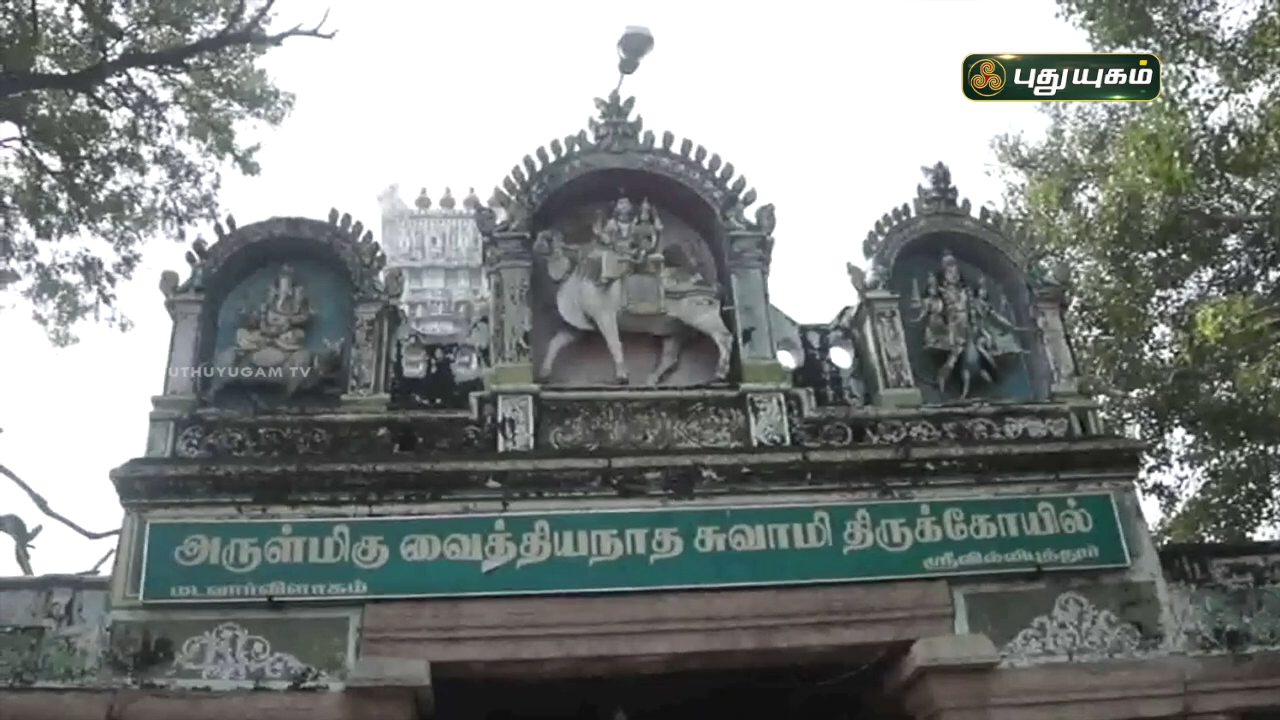 புதுயுகம்
UTHUYUGAM TV
அருள்மிகு வைத்தியநாத சுவாமி திருக்கோயில்
மடவார்விளாகம் ஸ்ரீவில்லிபுத்தூர்